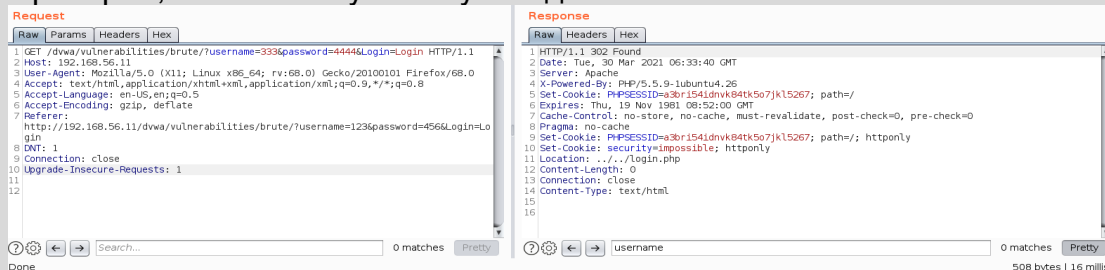 Request
Raw Params Headers Hex
1 GET /dvwa/vulnerabilities/brute/?username=333&password=4444&Login=Login HTTP/1.1
2 Host: 192.168.56.11
3 User-Agent: Mozilla/5.0 (X11; Linux x86_64; rv:68.0) Gecko/20100101 Firefox/68.0
4 Accept: text/html,application/xhtml+xml,application/xml;q=0.9,*/*;q=0.8
5 Accept-Language: en-US,en;q=0.5
6 Accept-Encoding: gzip, deflate
7 Referer:
http://192.168.56.11/dvwa/vulnerabilities/brute/?username=123&password=456&Login=Lo
gin
8 DNT: 1
9 Connection: close
10 Upgrade-Insecure-Requests: 1
11
12
Search...
0 matches
Pretty
Done
Response
Raw Headers Hex
1 HTTP/1.1 302 Found
2 Date: Tue, 30 Mar 2021 06:33:40 GMT
3 Server: Apache
4 X-Powered-By: PHP/5.5.9-1ubuntu4.26
5 Set-Cookie: PHPSESSID=a3bri54idnvk84tk5o7jkl5267; path=/
6 Expires: Thu, 19 Nov 1981 08:52:00 GMT
7 Cache-Control: no-store, no-cache, must-revalidate, post-check=0, pre-check=0
8 Pragma: no-cache
9 Set-Cookie: PHPSESSID=a3bri54idnvk84tk5o7jkl5267; path=/; httponly
10 Set-Cookie: security=impossible; httponly
11 Location: ../../login.php
12 Content-Length: 0
13 Connection: close
14 Content-Type: text/html
15
16
username
0 matches
Pretty
508 bytes | 16 milli